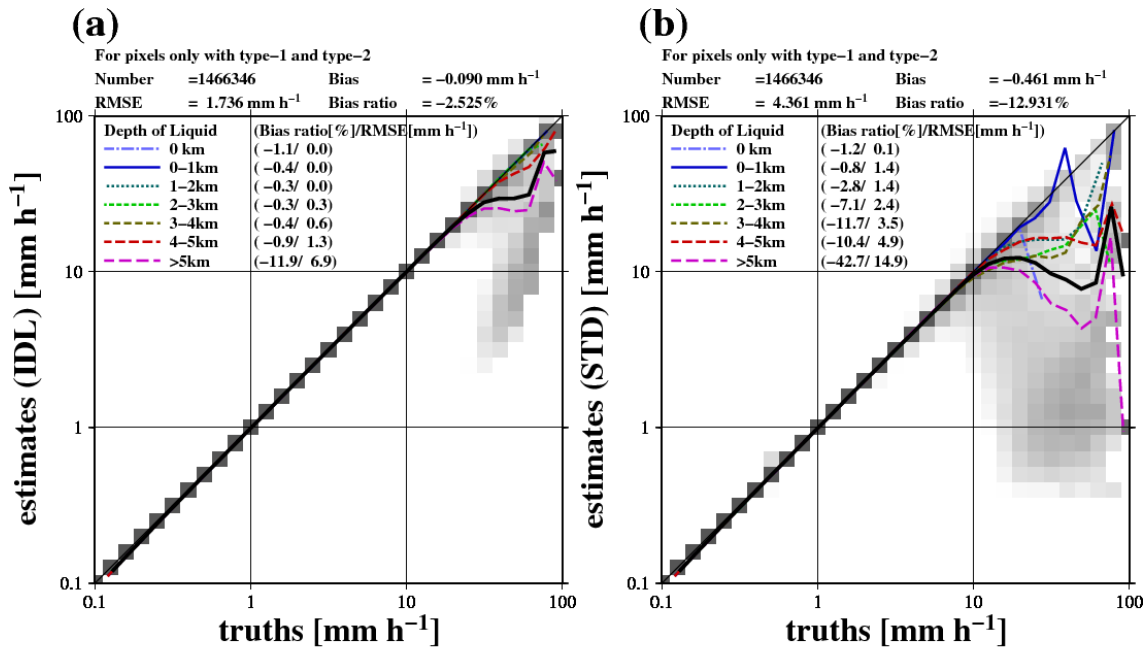 (a)
For pixels only with type−1 and type−2
Number =1466346 Bias = −0.090 mm h−1
RMSE = 1.736 mm h−1 Bias ratio = −2.525%
100
Depth of Liquid (Bias ratio[%]/RMSE[mm h−1])
0 km (−1.1/ 0.0)
0−1km (−0.4/ 0.0)
1−2km (−0.3/ 0.0)
2−3km (−0.3/ 0.3)
3−4km (−0.4/ 0.6)
4−5km (−0.9/ 1.3)
>5km (−11.9/ 6.9)
10
1
0.1
0.1 1 10 100
estimates (IDL) [mm h−1]
truths [mm h−1]
(b)
For pixels only with type−1 and type−2
Number =1466346 Bias = −0.461 mm h−1
RMSE = 4.361 mm h−1 Bias ratio =−12.931%
100
Depth of Liquid (Bias ratio[%]/RMSE[mm h−1])
0 km (−1.2/ 0.1)
0−1km (−0.8/ 1.4)
1−2km (−2.8/ 1.4)
2−3km (−7.1/ 2.4)
3−4km (−11.7/ 3.5)
4−5km (−10.4/ 4.9)
>5km (−42.7/ 14.9)
10
1
0.1
0.1 1 10 100
estimates (STD) [mm h−1]
truths [mm h−1]